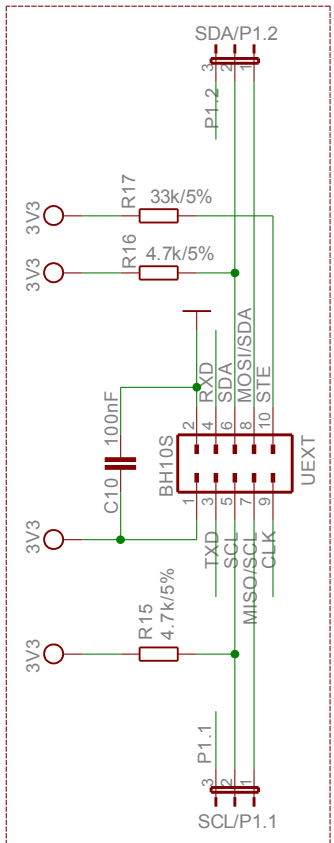 SDA/P1.2
3
2
1
P1.2
R17
33k/5%
3V3
R16
4.7k/5%
3V3
RXD
SDA
MOSI/SDA
STE
100nF
C10
2
4
6
8
10
BH10S
UEXT
1
3
5
7
9
3V3
TXD
SCL
MISO/SCL
CLK
R15
4.7k/5%
3V3
P1.1
3
2
1
SCL/P1.1